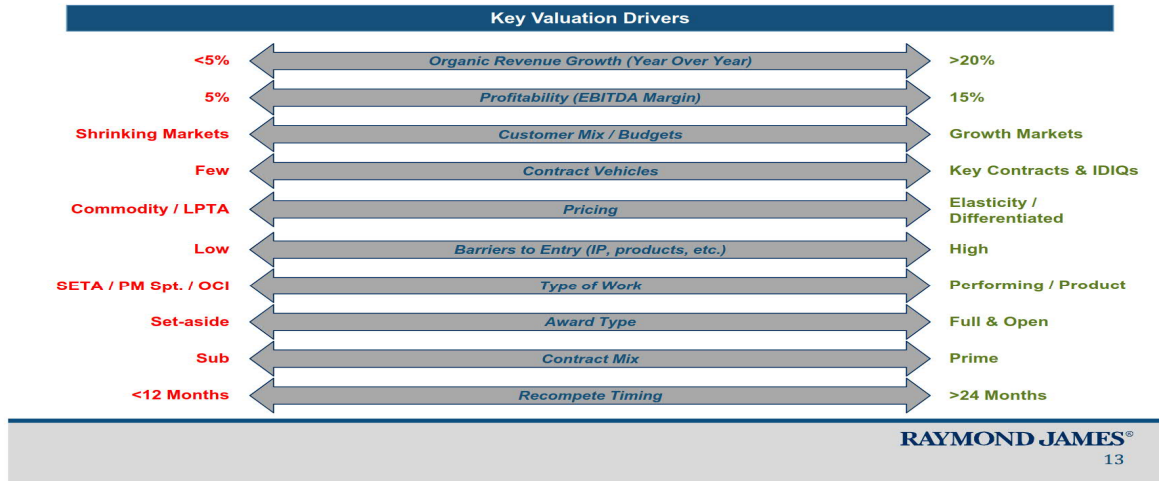 Key Valuation Drivers
<5% Organic Revenue Growth (Year Over Year) >20%
5% Profitability (EBITDA Margin) 15%
Shrinking Markets Customer Mix / Budgets Growth Markets
Few Contract Vehicles Key Contracts & IDIQs
Commodity / LPTA Pricing Elasticity /
Differentiated
Low Barriers to Entry (IP, products, etc.) High
SETA / PM Spt. / OCI Type of Work Performing / Product
Set-aside Award Type Full & Open
Sub Contract Mix Prime
<12 Months Recompete Timing >24 Months
RAYMOND JAMES®
13